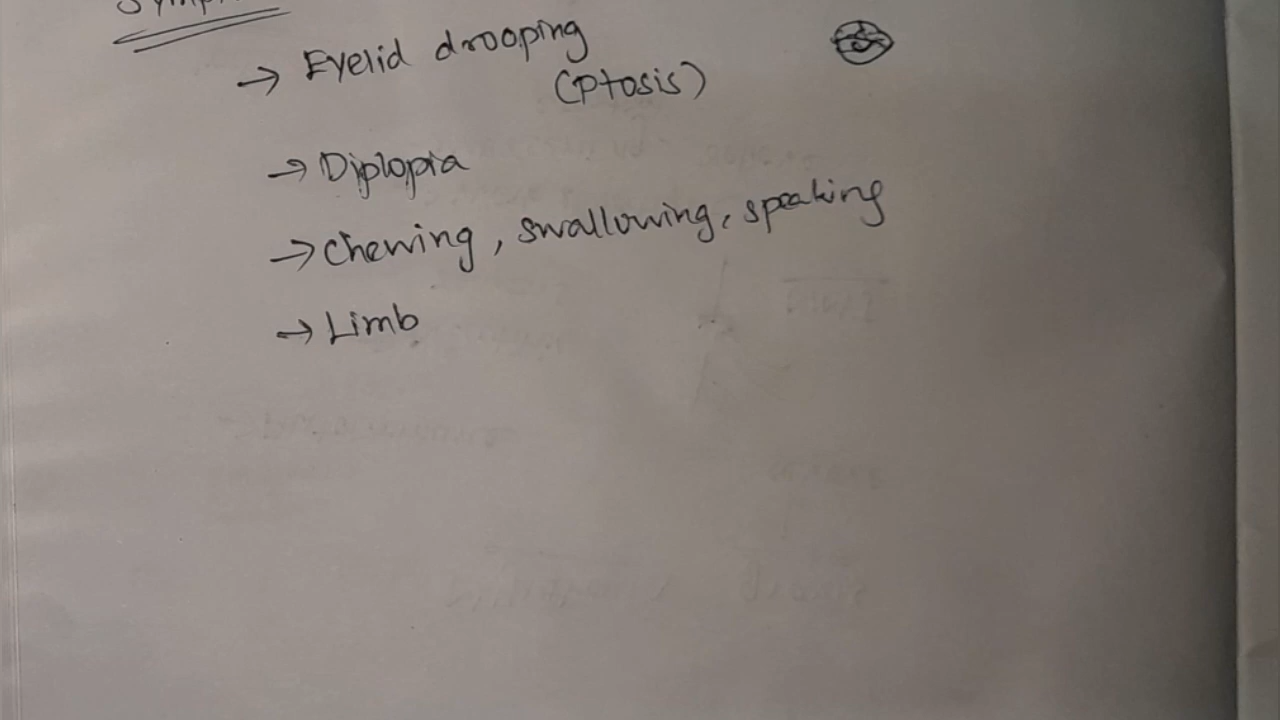 → Eyelid drooping
(Ptosis)
→ Diplopia
→ Chewing, swallowing, speaking
→ Limb